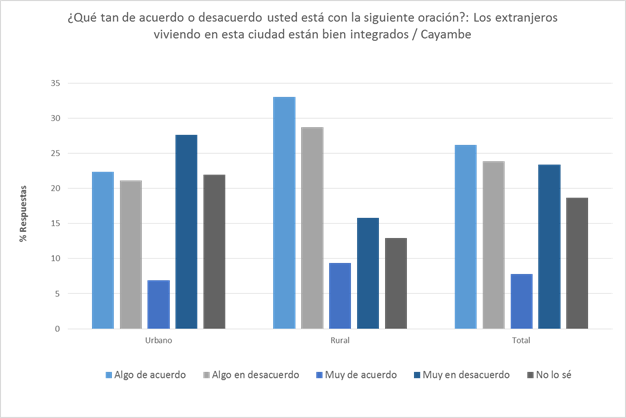 ¿Qué tan de acuerdo o desacuerdo usted está con la siguiente oración?: Los extranjeros
viviendo en esta ciudad están bien integrados / Cayambe
35
30
25
20
15
10
5
0
% Respuestas
Urbano
Rural
Total
Algo de acuerdo
Algo en desacuerdo
Muy de acuerdo
Muy en desacuerdo
No lo sé